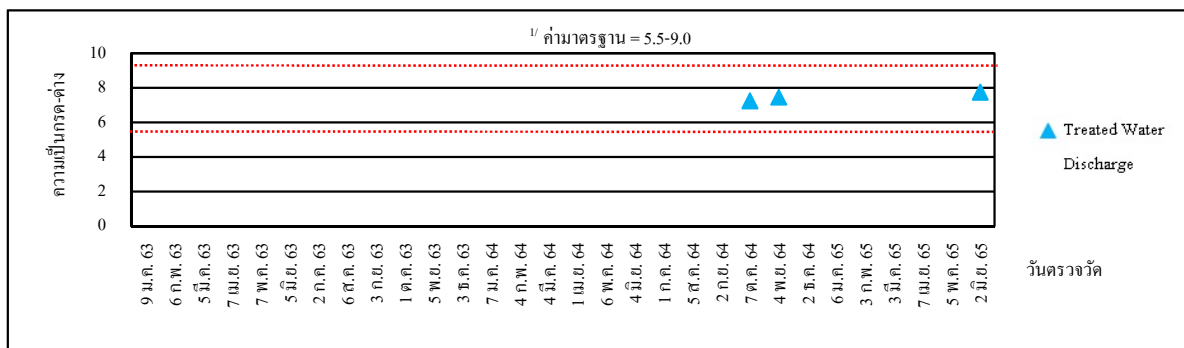 1/ ค่ามาตรฐาน = 5.5-9.0
ความเป็นกรด-ด่าง
10
8
6
4
2
0
9 ม.ค. 63
6 ก.พ. 63
5 มี.ค. 63
7 เม.ย. 63
7 พ.ค. 63
5 มิ.ย. 63
2 ก.ค. 63
6 ส.ค. 63
3 ก.ย. 63
1 ต.ค. 63
5 พ.ย. 63
3 ธ.ค. 63
7 ม.ค. 64
4 ก.พ. 64
4 มี.ค. 64
1 เม.ย. 64
6 พ.ค. 64
4 มิ.ย. 64
1 ก.ค. 64
5 ส.ค. 64
2 ก.ย. 64
7 ต.ค. 64
4 พ.ย. 64
2 ธ.ค. 64
6 ม.ค. 65
3 ก.พ. 65
3 มี.ค. 65
7 เม.ย. 65
5 พ.ค. 65
2 มิ.ย. 65
Treated Water
Discharge
วันตรวจวัด